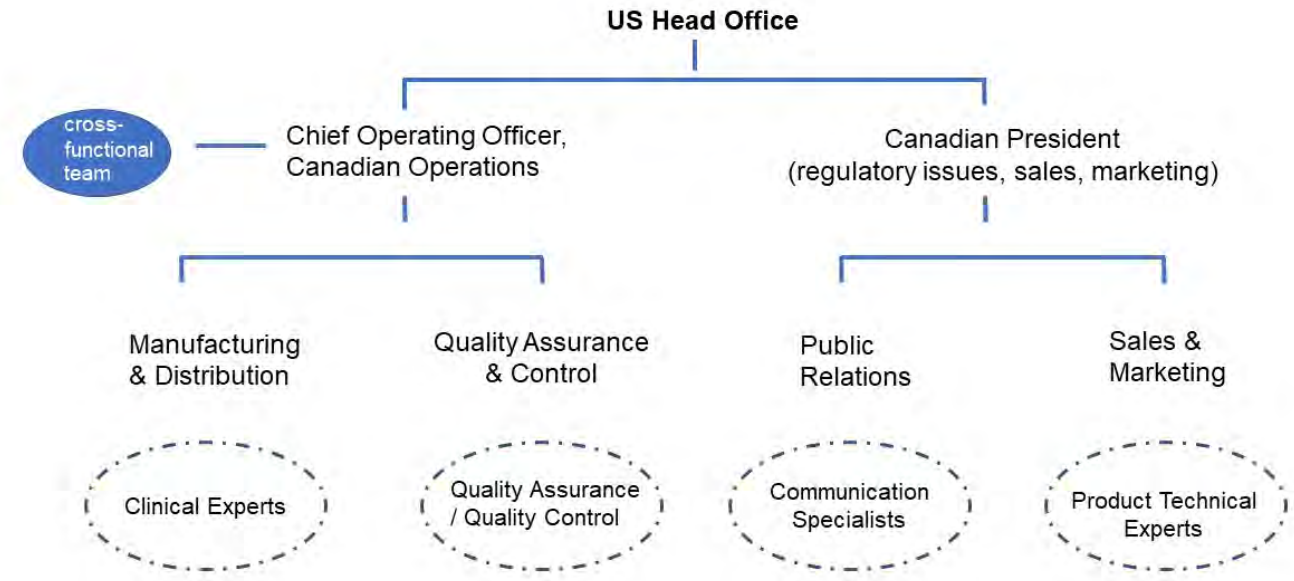 US Head Office
cross-
functional
team
Chief Operating Officer,
Canadian Operations
Canadian President
(regulatory issues, sales, marketing)
Manufacturing
& Distribution
Quality Assurance
& Control
Public
Relations
Sales &
Marketing
Clinical Experts
Quality Assurance
/ Quality Control
Communication
Specialists
Product Technical
Experts